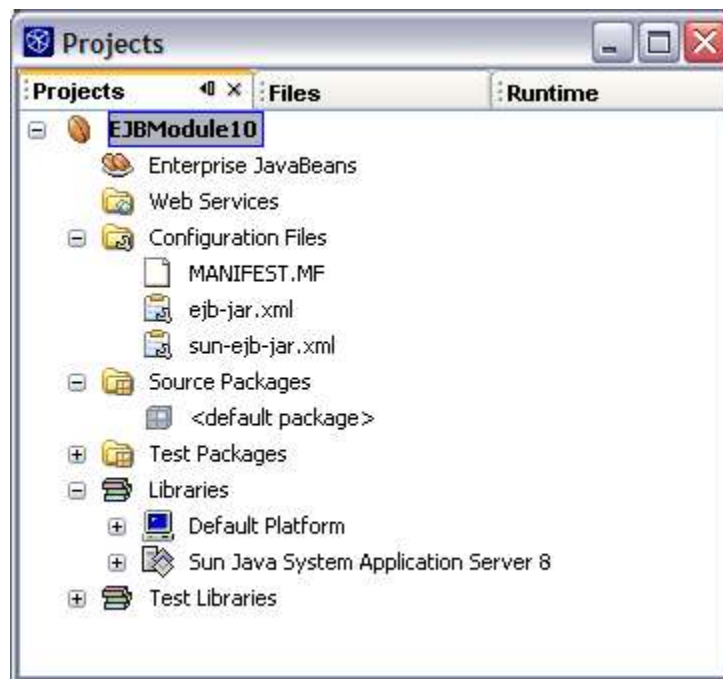 Projects
Projects Files Runtime
EJBModule10
Enterprise JavaBeans
Web Services
Configuration Files
MANIFEST.MF
ejb-jar.xml
sun-ejb-jar.xml
Source Packages
<default package>
Test Packages
Libraries
Default Platform
Sun Java System Application Server 8
Test Libraries